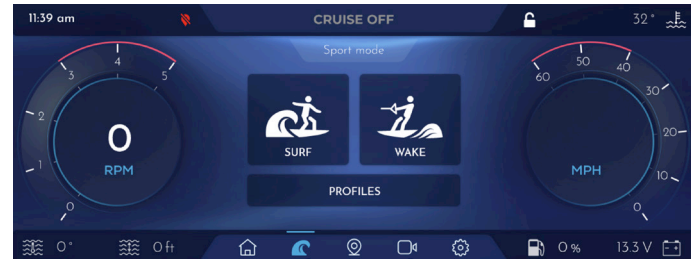 11:39 am
CRUISE OFF
32°
Sport mode
0 1 2 3 4 5
0
RPM
SURF
WAKE
PROFILES
60 50 40 30 20 10 0
MPH
0°
0 ft
0 %
13.3 V